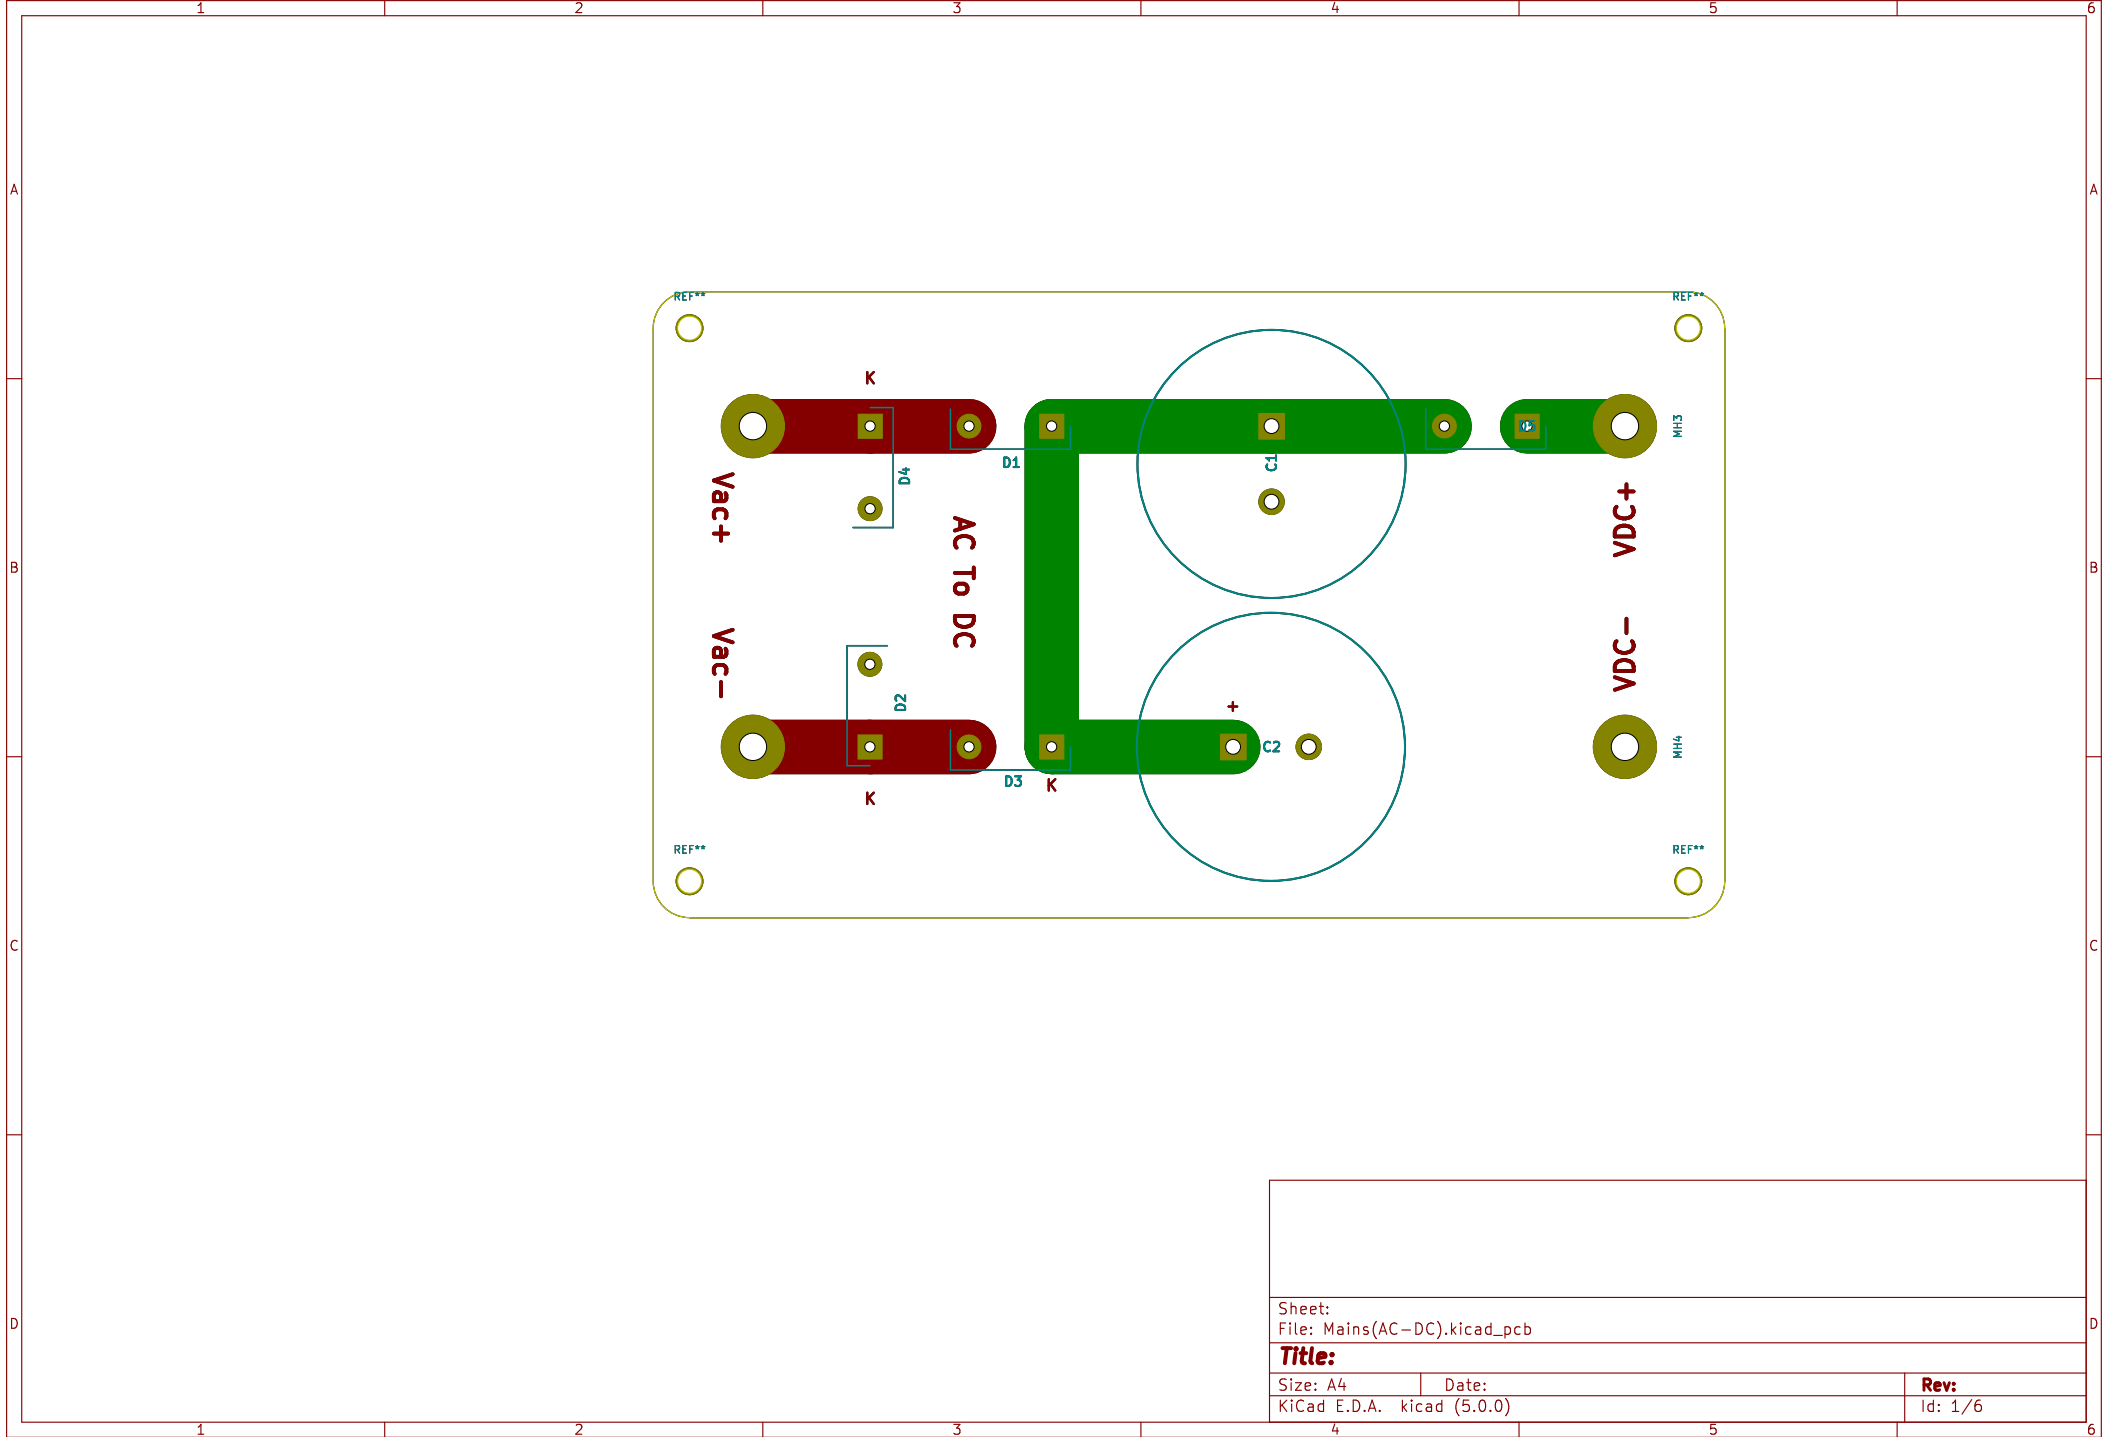 1 2 3 4 5 6
A A
REF** REF**
K
MH3
D1
C1
D4
Vac+
VDC+
AC To DC
B B
Vac-
VDC-
D2
+
C2
MH4
D3
K
K
REF** REF**
C C
Sheet:
File: Mains(AC-DC).kicad_pcb
D D
Title:
Size: A4 Date: Rev:
KiCad E.D.A. kicad (5.0.0) Id: 1/6
1 2 3 4 5 6